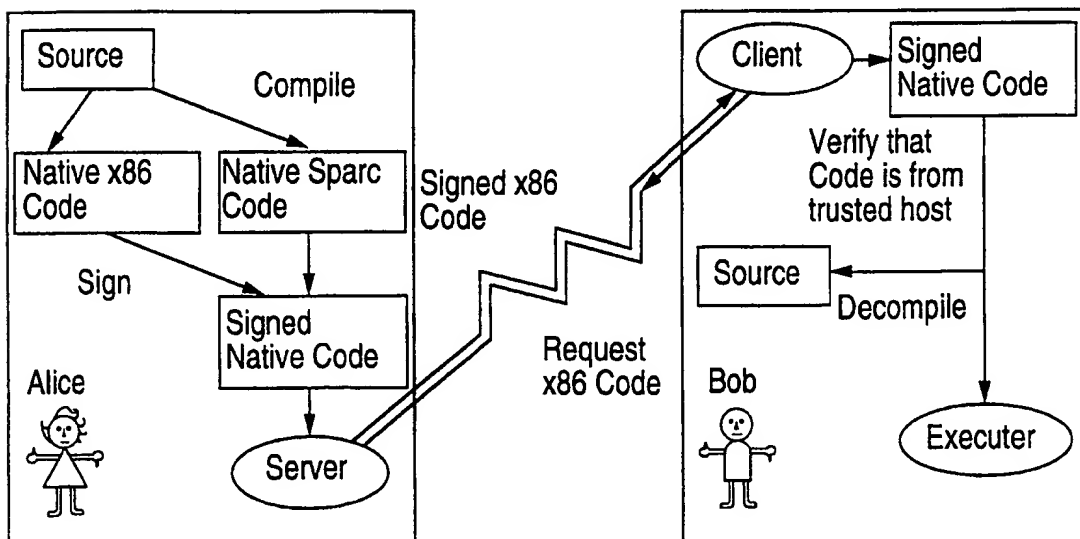 Source
Compile
Native x86
Code
Native Sparc
Code
Sign
Signed
Native Code
Alice
Server
Signed x86
Code
Request
x86 Code
Client
Signed
Native Code
Verify that
Code is from
trusted host
Source
Decompile
Bob
Executer